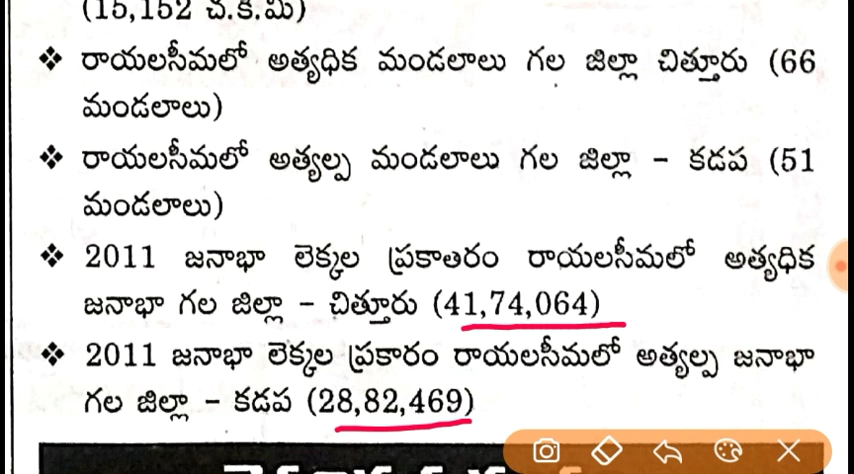 (15,152 చ.కి.మి)
❖ రాయలసీమలో అత్యధిక మండలాలు గల జిల్లా చిత్తూరు (66
మండలాలు)
❖ రాయలసీమలో అత్యల్ప మండలాలు గల జిల్లా – కడప (51
మండలాలు)
❖ 2011 జనాభా లెక్కల ప్రకాతరం రాయలసీమలో అత్యధిక
జనాభా గల జిల్లా – చిత్తూరు (41,74,064)
❖ 2011 జనాభా లెక్కల ప్రకారం రాయలసీమలో అత్యల్ప జనాభా
గల జిల్లా – కడప (28,82,469)